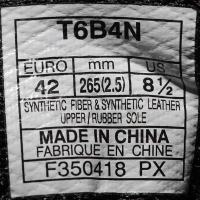 T6B4N
EURO mm US
42 265(2.5) 8½
SYNTHETIC FIBER & SYNTHETIC LEATHER
UPPER/RUBBER SOLE
MADE IN CHINA
FABRIQUE EN CHINE
F350418 PX